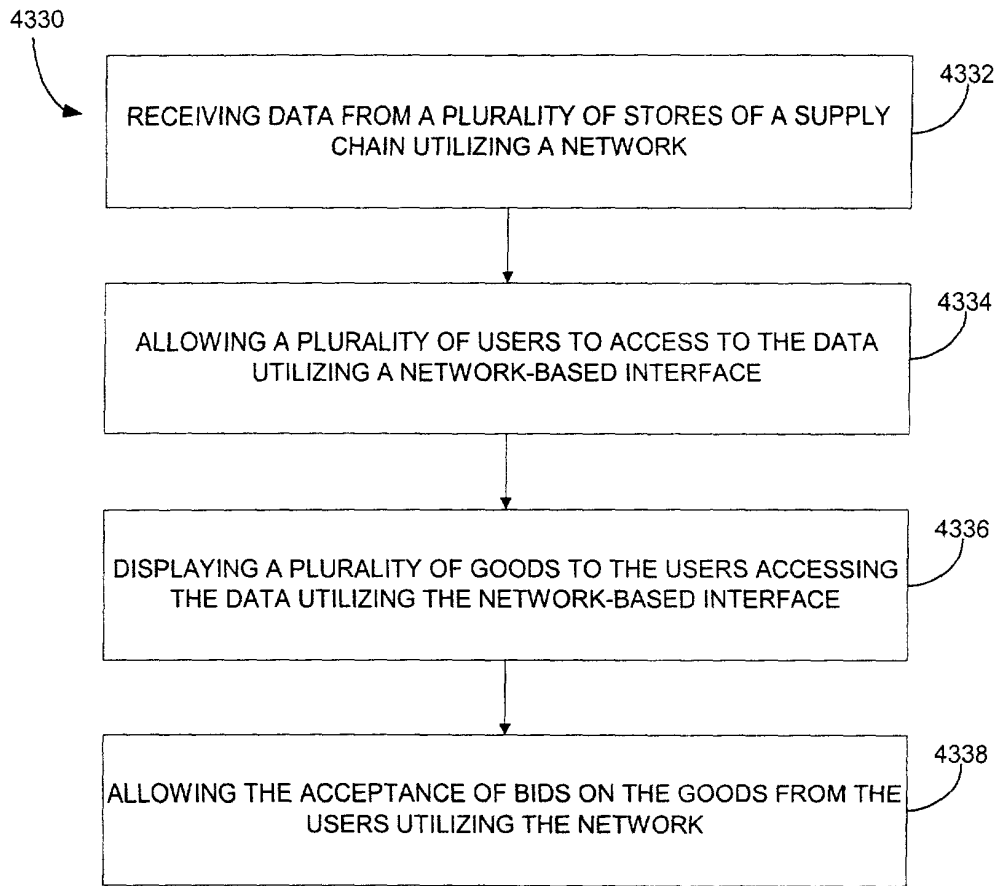 4330
4332
RECEIVING DATA FROM A PLURALITY OF STORES OF A SUPPLY
CHAIN UTILIZING A NETWORK
4334
ALLOWING A PLURALITY OF USERS TO ACCESS TO THE DATA
UTILIZING A NETWORK-BASED INTERFACE
4336
DISPLAYING A PLURALITY OF GOODS TO THE USERS ACCESSING
THE DATA UTILIZING THE NETWORK-BASED INTERFACE
4338
ALLOWING THE ACCEPTANCE OF BIDS ON THE GOODS FROM THE
USERS UTILIZING THE NETWORK